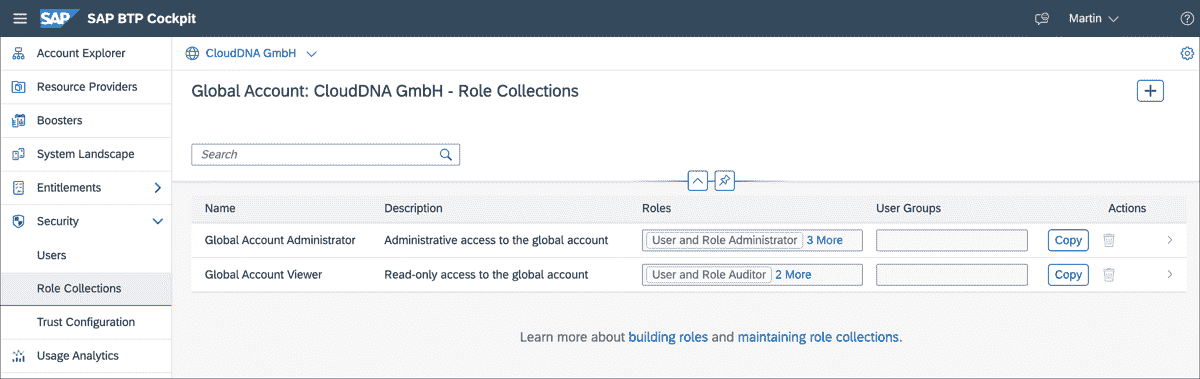 SAP SAP BTP Cockpit Martin
Account Explorer
CloudDNA GmbH
Resource Providers
Global Account: CloudDNA GmbH - Role Collections
Boosters
System Landscape
Search
Entitlements
Security
Name Description Roles User Groups Actions
Global Account Administrator Administrative access to the global account User and Role Administrator 3 More Copy
Users
Global Account Viewer Read-only access to the global account User and Role Auditor 2 More Copy
Role Collections
Trust Configuration
Learn more about building roles and maintaining role collections.
Usage Analytics